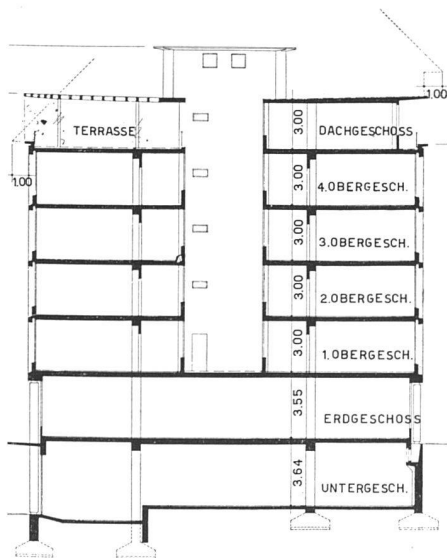 1.00
TERRASSE
3.00
DACHGESCHOSS
1.00
3.00
4.OBERGESCH.
3.00
3.OBERGESCH.
3.00
2.OBERGESCH.
3.00
1.OBERGESCH.
3.55
ERDGESCHOSS
3.64
UNTERGESCH.